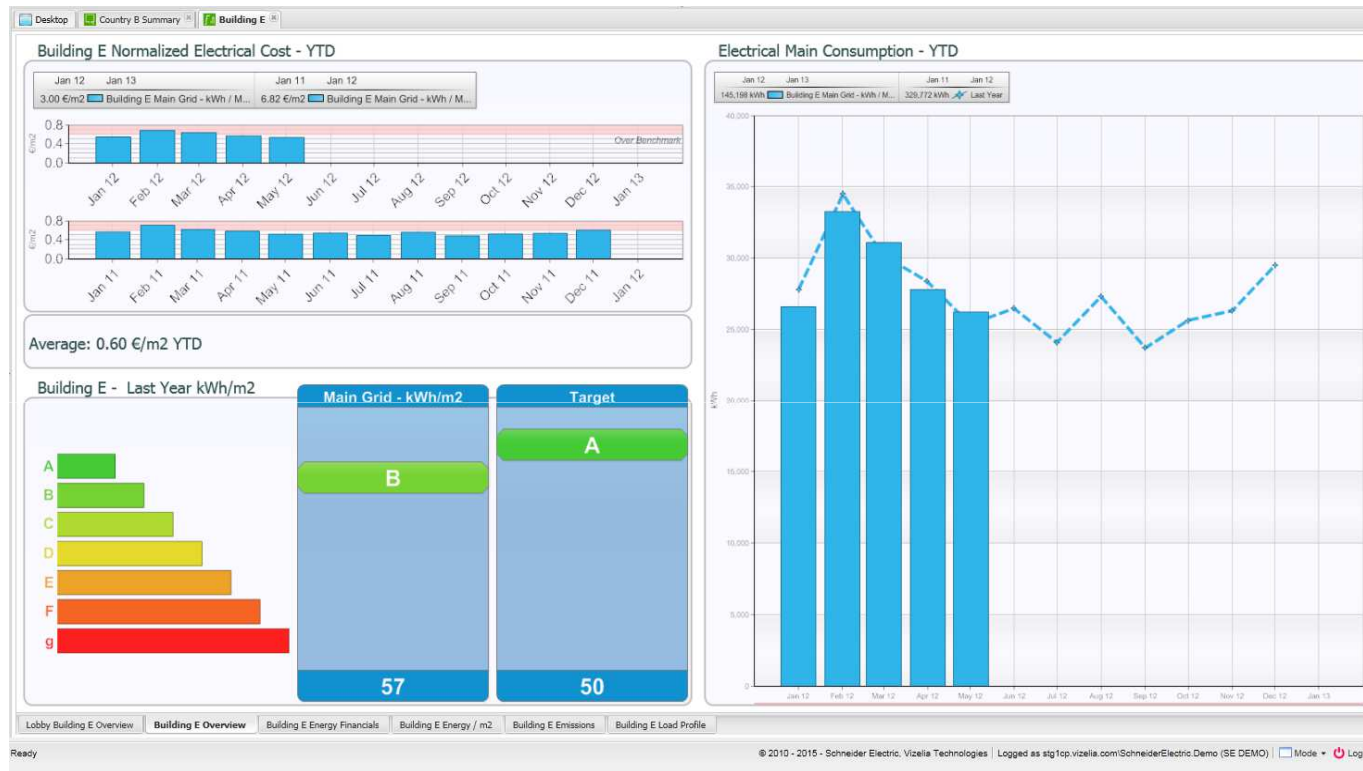 Desktop Country B Summary Building E
Building E Normalized Electrical Cost - YTD
Jan 12 Jan 13 Jan 11 Jan 12
3.00 €/m2 Building E Main Grid - kWh / M... 6.82 €/m2 Building E Main Grid - kWh / M...
0.8
0.4
0.0
€/m2
Over Benchmark
Jan 12 Feb 12 Mar 12 Apr 12 May 12 Jun 12 Jul 12 Aug 12 Sep 12 Oct 12 Nov 12 Dec 12 Jan 13
0.8
0.4
0.0
€/m2
Jan 11 Feb 11 Mar 11 Apr 11 May 11 Jun 11 Jul 11 Aug 11 Sep 11 Oct 11 Nov 11 Dec 11 Jan 12
Average: 0.60 €/m2 YTD
Building E - Last Year kWh/m2
A
B
C
D
E
F
g
Main Grid - kWh/m2
B
57
Target
A
50
Electrical Main Consumption - YTD
Jan 12 Jan 13 Jan 11 Jan 12
145,198 kWh Building E Main Grid - kWh / M... 329,772 kWh Last Year
40,000
35,000
30,000
25,000
20,000
15,000
10,000
5,000
0
kWh
Jan 12 Feb 12 Mar 12 Apr 12 May 12 Jun 12 Jul 12 Aug 12 Sep 12 Oct 12 Nov 12 Dec 12 Jan 13
Lobby Building E Overview Building E Overview Building E Energy Financials Building E Energy / m2 Building E Emissions Building E Load Profile
Ready © 2010 - 2015 - Schneider Electric, Vizelia Technologies Logged as stg1cp.vizelia.com\SchneiderElectric.Demo (SE DEMO) Mode Log